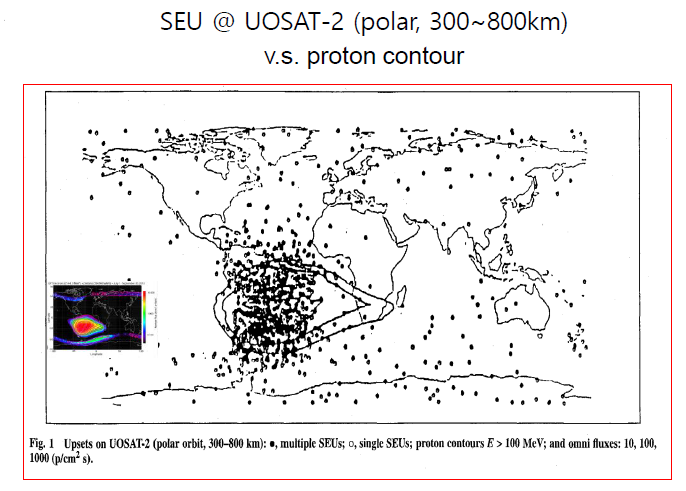 SEU @ UOSAT-2 (polar, 300~800km)
v.s. proton contour
Fig. 1 Upsets on UOSAT-2 (polar orbit, 300–800 km): ■, multiple SEUs; ○, single SEUs; proton contours E > 100 MeV; and omni fluxes: 10, 100,
1000 (p/cm² s).